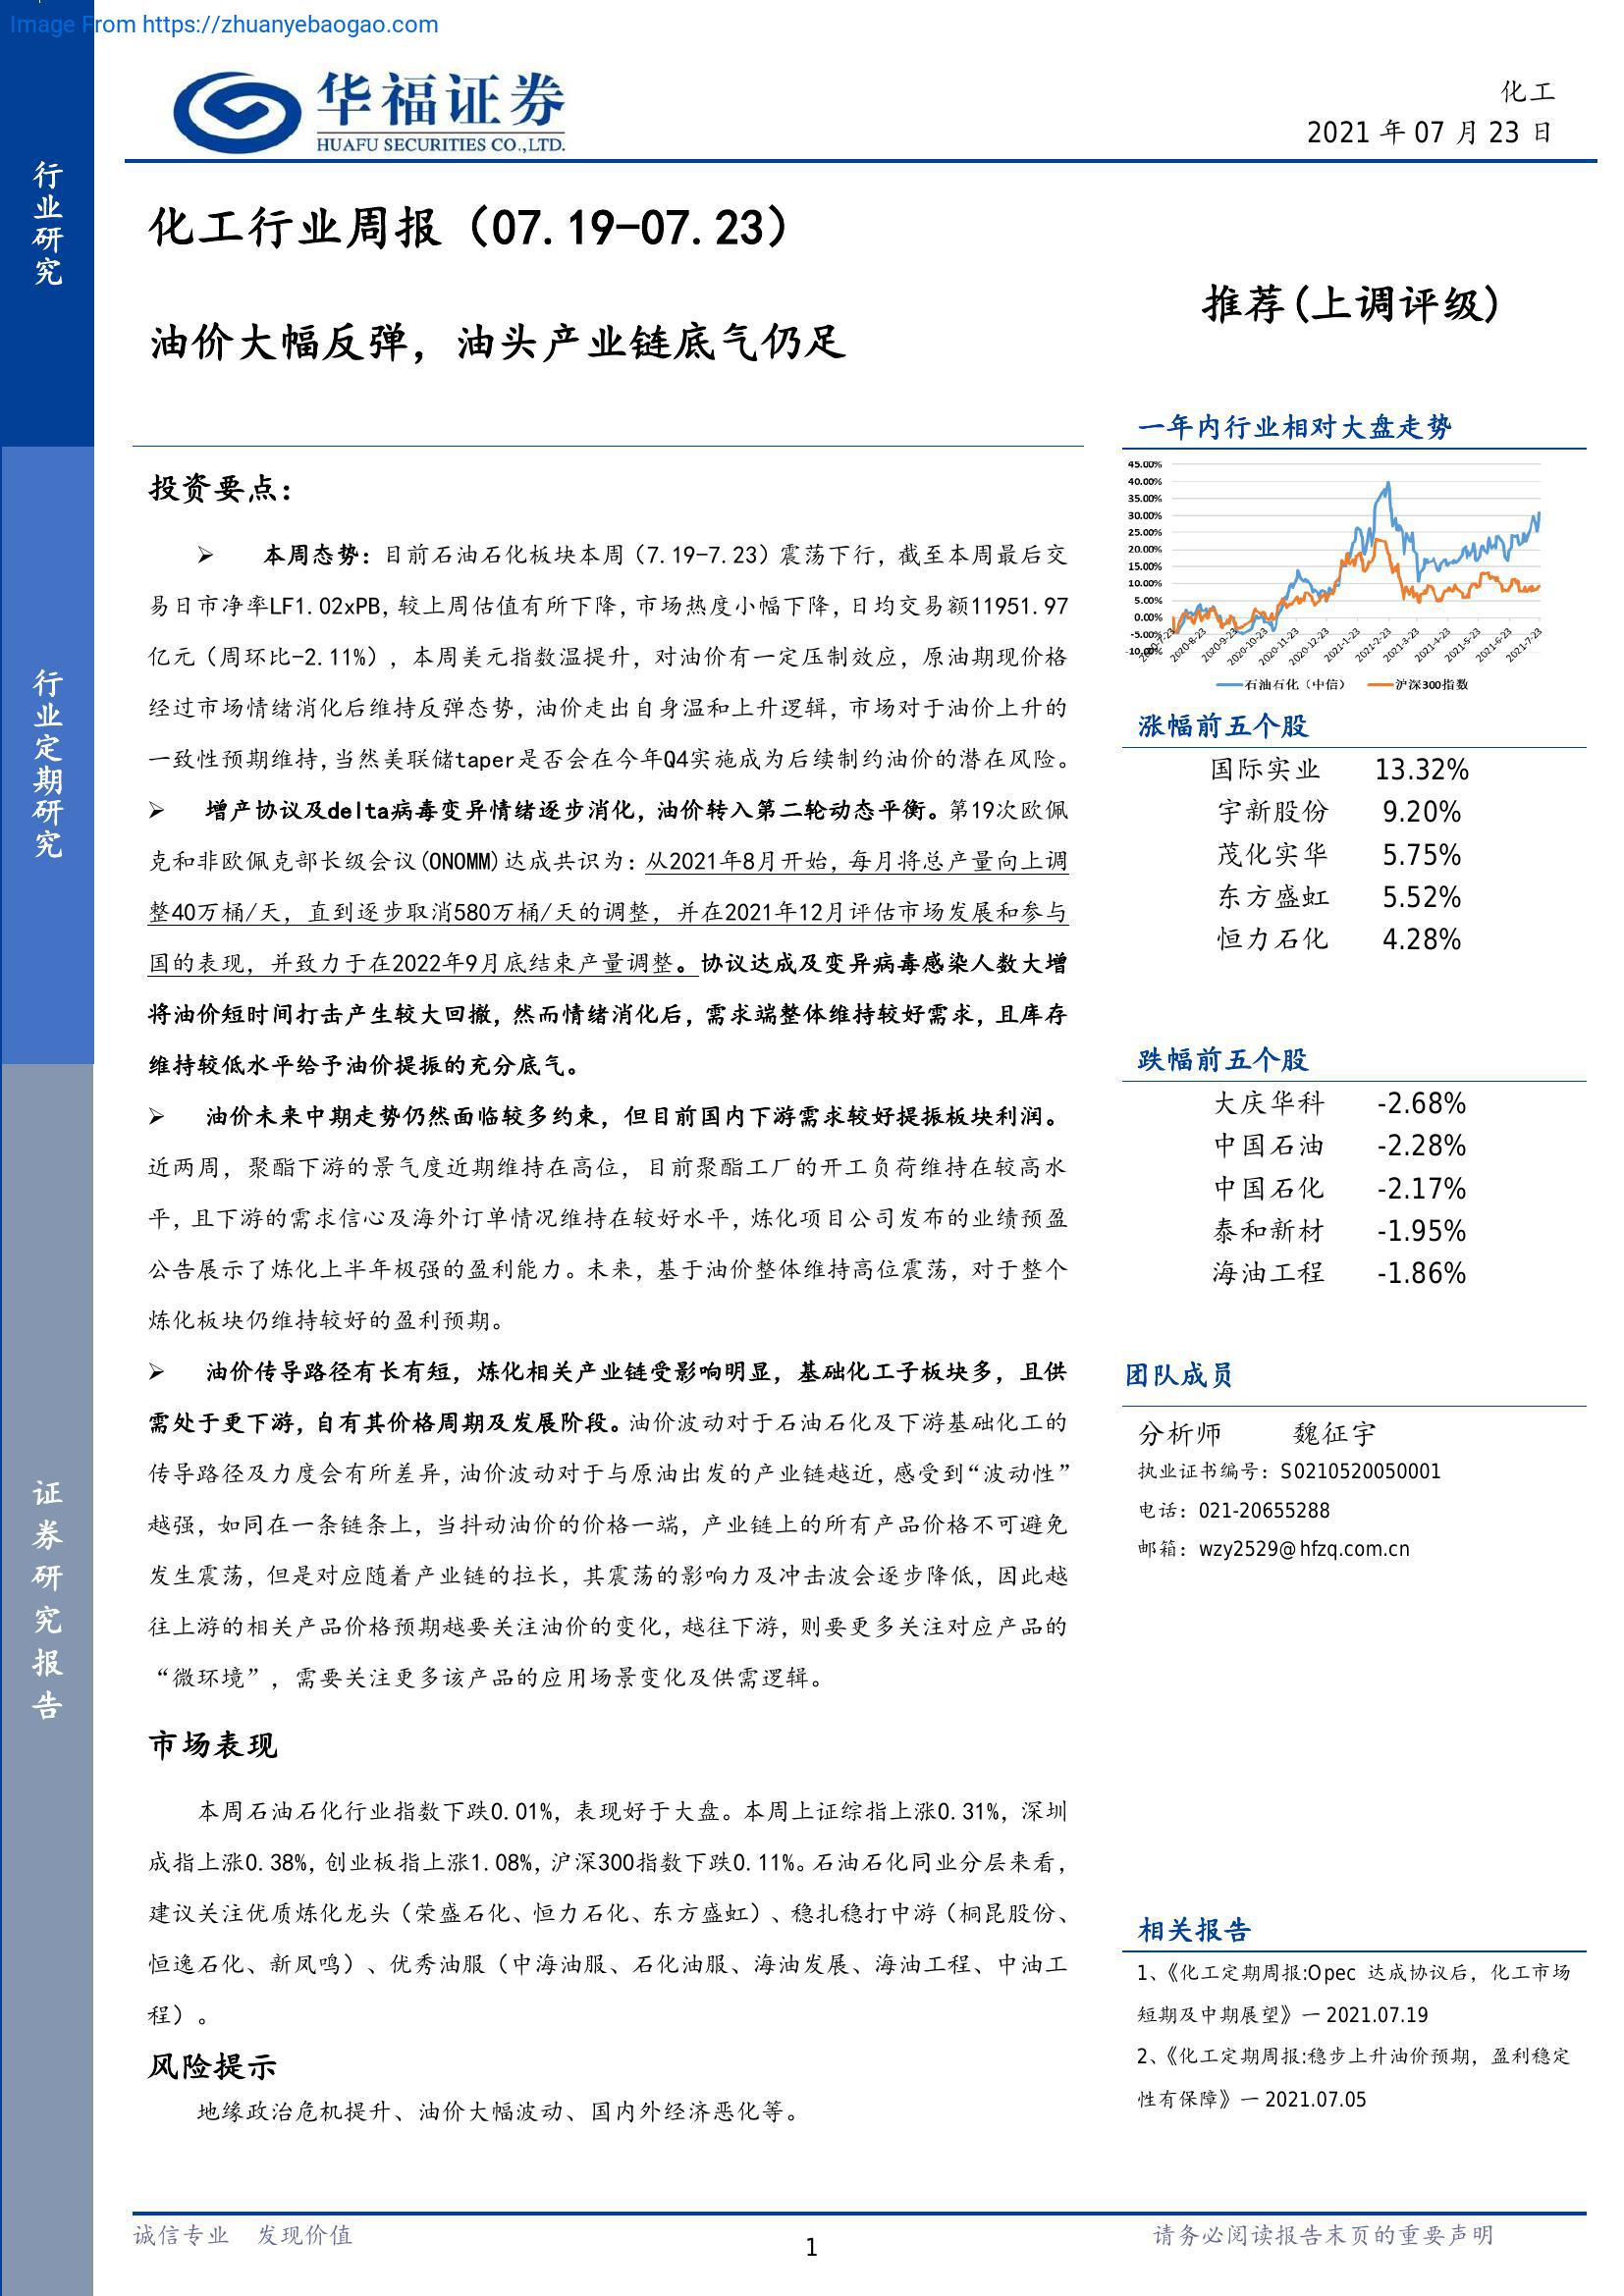 Image From https://zhuanyebaogao.com
华福证券
HUAFU SECURITIES CO.,LTD.
化工
2021 年 07 月 23 日
行业研究
行业定期研究
证券研究报告
化工行业周报（07.19-07.23）
油价大幅反弹，油头产业链底气仍足
推荐(上调评级)
投资要点：
➢ 本周态势：目前石油石化板块本周（7.19-7.23）震荡下行，截至本周最后交
易日市净率LF1.02xPB，较上周估值有所下降，市场热度小幅下降，日均交易额11951.97
亿元（周环比-2.11%），本周美元指数温提升，对油价有一定压制效应，原油期现价格
经过市场情绪消化后维持反弹态势，油价走出自身温和上升逻辑，市场对于油价上升的
一致性预期维持，当然美联储taper是否会在今年Q4实施成为后续制约油价的潜在风险。
➢ 增产协议及delta病毒变异情绪逐步消化，油价转入第二轮动态平衡。第19次欧佩
克和非欧佩克部长级会议(ONOMM)达成共识为：从2021年8月开始，每月将总产量向上调
整40万桶/天，直到逐步取消580万桶/天的调整，并在2021年12月评估市场发展和参与
国的表现，并致力于在2022年9月底结束产量调整。协议达成及变异病毒感染人数大增
将油价短时间打击产生较大回撤，然而情绪消化后，需求端整体维持较好需求，且库存
维持较低水平给予油价提振的充分底气。
➢ 油价未来中期走势仍然面临较多约束，但目前国内下游需求较好提振板块利润。
近两周，聚酯下游的景气度近期维持在高位，目前聚酯工厂的开工负荷维持在较高水
平，且下游的需求信心及海外订单情况维持在较好水平，炼化项目公司发布的业绩预盈
公告展示了炼化上半年极强的盈利能力。未来，基于油价整体维持高位震荡，对于整个
炼化板块仍维持较好的盈利预期。
➢ 油价传导路径有长有短，炼化相关产业链受影响明显，基础化工子板块多，且供
需处于更下游，自有其价格周期及发展阶段。油价波动对于石油石化及下游基础化工的
传导路径及力度会有所差异，油价波动对于与原油出发的产业链越近，感受到“波动性”
越强，如同在一条链条上，当抖动油价的价格一端，产业链上的所有产品价格不可避免
发生震荡，但是对应随着产业链的拉长，其震荡的影响力及冲击波会逐步降低，因此越
往上游的相关产品价格预期越要关注油价的变化，越往下游，则要更多关注对应产品的
“微环境”，需要关注更多该产品的应用场景变化及供需逻辑。
市场表现
本周石油石化行业指数下跌0.01%，表现好于大盘。本周上证综指上涨0.31%，深圳
成指上涨0.38%，创业板指上涨1.08%，沪深300指数下跌0.11%。石油石化同业分层来看，
建议关注优质炼化龙头（荣盛石化、恒力石化、东方盛虹）、稳扎稳打中游（桐昆股份、
恒逸石化、新凤鸣）、优秀油服（中海油服、石化油服、海油发展、海油工程、中油工
程）。
风险提示
地缘政治危机提升、油价大幅波动、国内外经济恶化等。
一年内行业相对大盘走势
45.00%
40.00%
35.00%
30.00%
25.00%
20.00%
15.00%
10.00%
5.00%
0.00%
-5.00%
-10.00%
2020-7-23
2020-8-23
2020-9-23
2020-10-23
2020-11-23
2020-12-23
2021-1-23
2021-2-23
2021-3-23
2021-4-23
2021-5-23
2021-6-23
2021-7-23
石油石化（中信） 沪深300指数
涨幅前五个股
国际实业 13.32%
宇新股份 9.20%
茂化实华 5.75%
东方盛虹 5.52%
恒力石化 4.28%
跌幅前五个股
大庆华科 -2.68%
中国石油 -2.28%
中国石化 -2.17%
泰和新材 -1.95%
海油工程 -1.86%
团队成员
分析师 魏征宇
执业证书编号：S0210520050001
电话：021-20655288
邮箱：wzy2529@hfzq.com.cn
相关报告
1、《化工定期周报:Opec 达成协议后，化工市场
短期及中期展望》一 2021.07.19
2、《化工定期周报:稳步上升油价预期，盈利稳定
性有保障》一 2021.07.05
诚信专业 发现价值
1
请务必阅读报告末页的重要声明